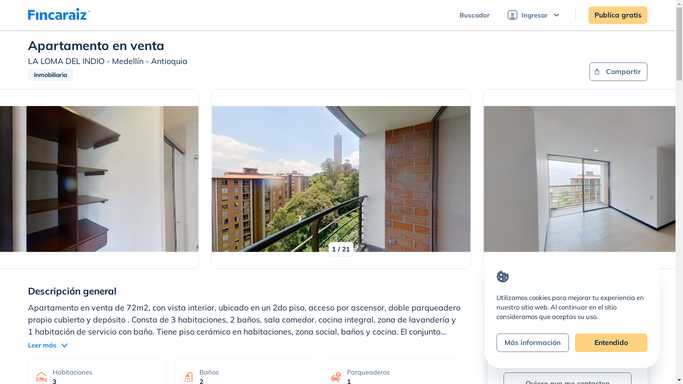 Fincaraiz
Buscador
Ingresar
Publica gratis
Apartamento en venta
LA LOMA DEL INDIO - Medellín - Antioquia
Inmobiliaria
Compartir
1 / 21
Descripción general
Apartamento en venta de 72m2, con vista interior, ubicado en un 2do piso, acceso por ascensor, doble parqueadero
propio cubierto y depósito . Consta de 3 habitaciones, 2 baños, sala comedor, cocina integral, zona de lavandería y
1 habitación de servicio con baño. Tiene piso cerámico en habitaciones, zona social, baños y cocina. El conjunto...
Leer más
Habitaciones
3
Baños
2
Parqueaderos
1
Utilizamos cookies para mejorar tu experiencia en
nuestro sitio web. Al continuar en el sitio
consideramos que aceptas su uso.
Más información
Entendido
Quiero que me contacten